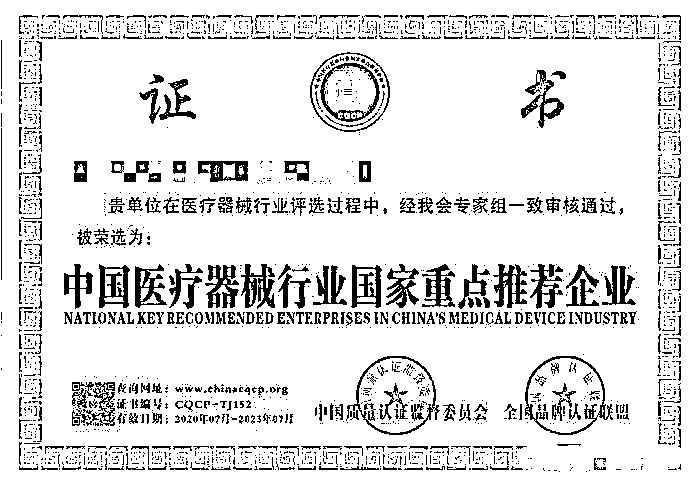 证书
贵单位在医疗器械行业评选过程中，经我会专家组一致审核通过，
被荣选为：
中国医疗器械行业国家重点推荐企业
NATIONAL KEY RECOMMENDED ENTERPRISES IN CHINA'S MEDICAL DEVICE INDUSTRY
查询网址：www.chinacqcp.org
证书编号：CQCP-TJ152
有效日期：2020年07月-2023年07月
中国质量认证监督委员会 全国品牌认证联盟